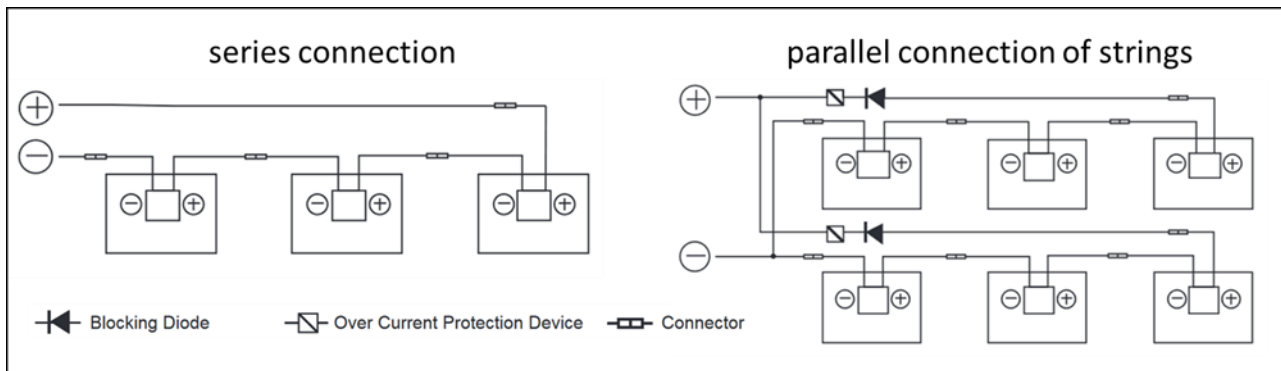 series connection
parallel connection of strings
+
−
− +
− +
− +
+
−
− +
− +
− +
− +
− +
− +
Blocking Diode
Over Current Protection Device
Connector